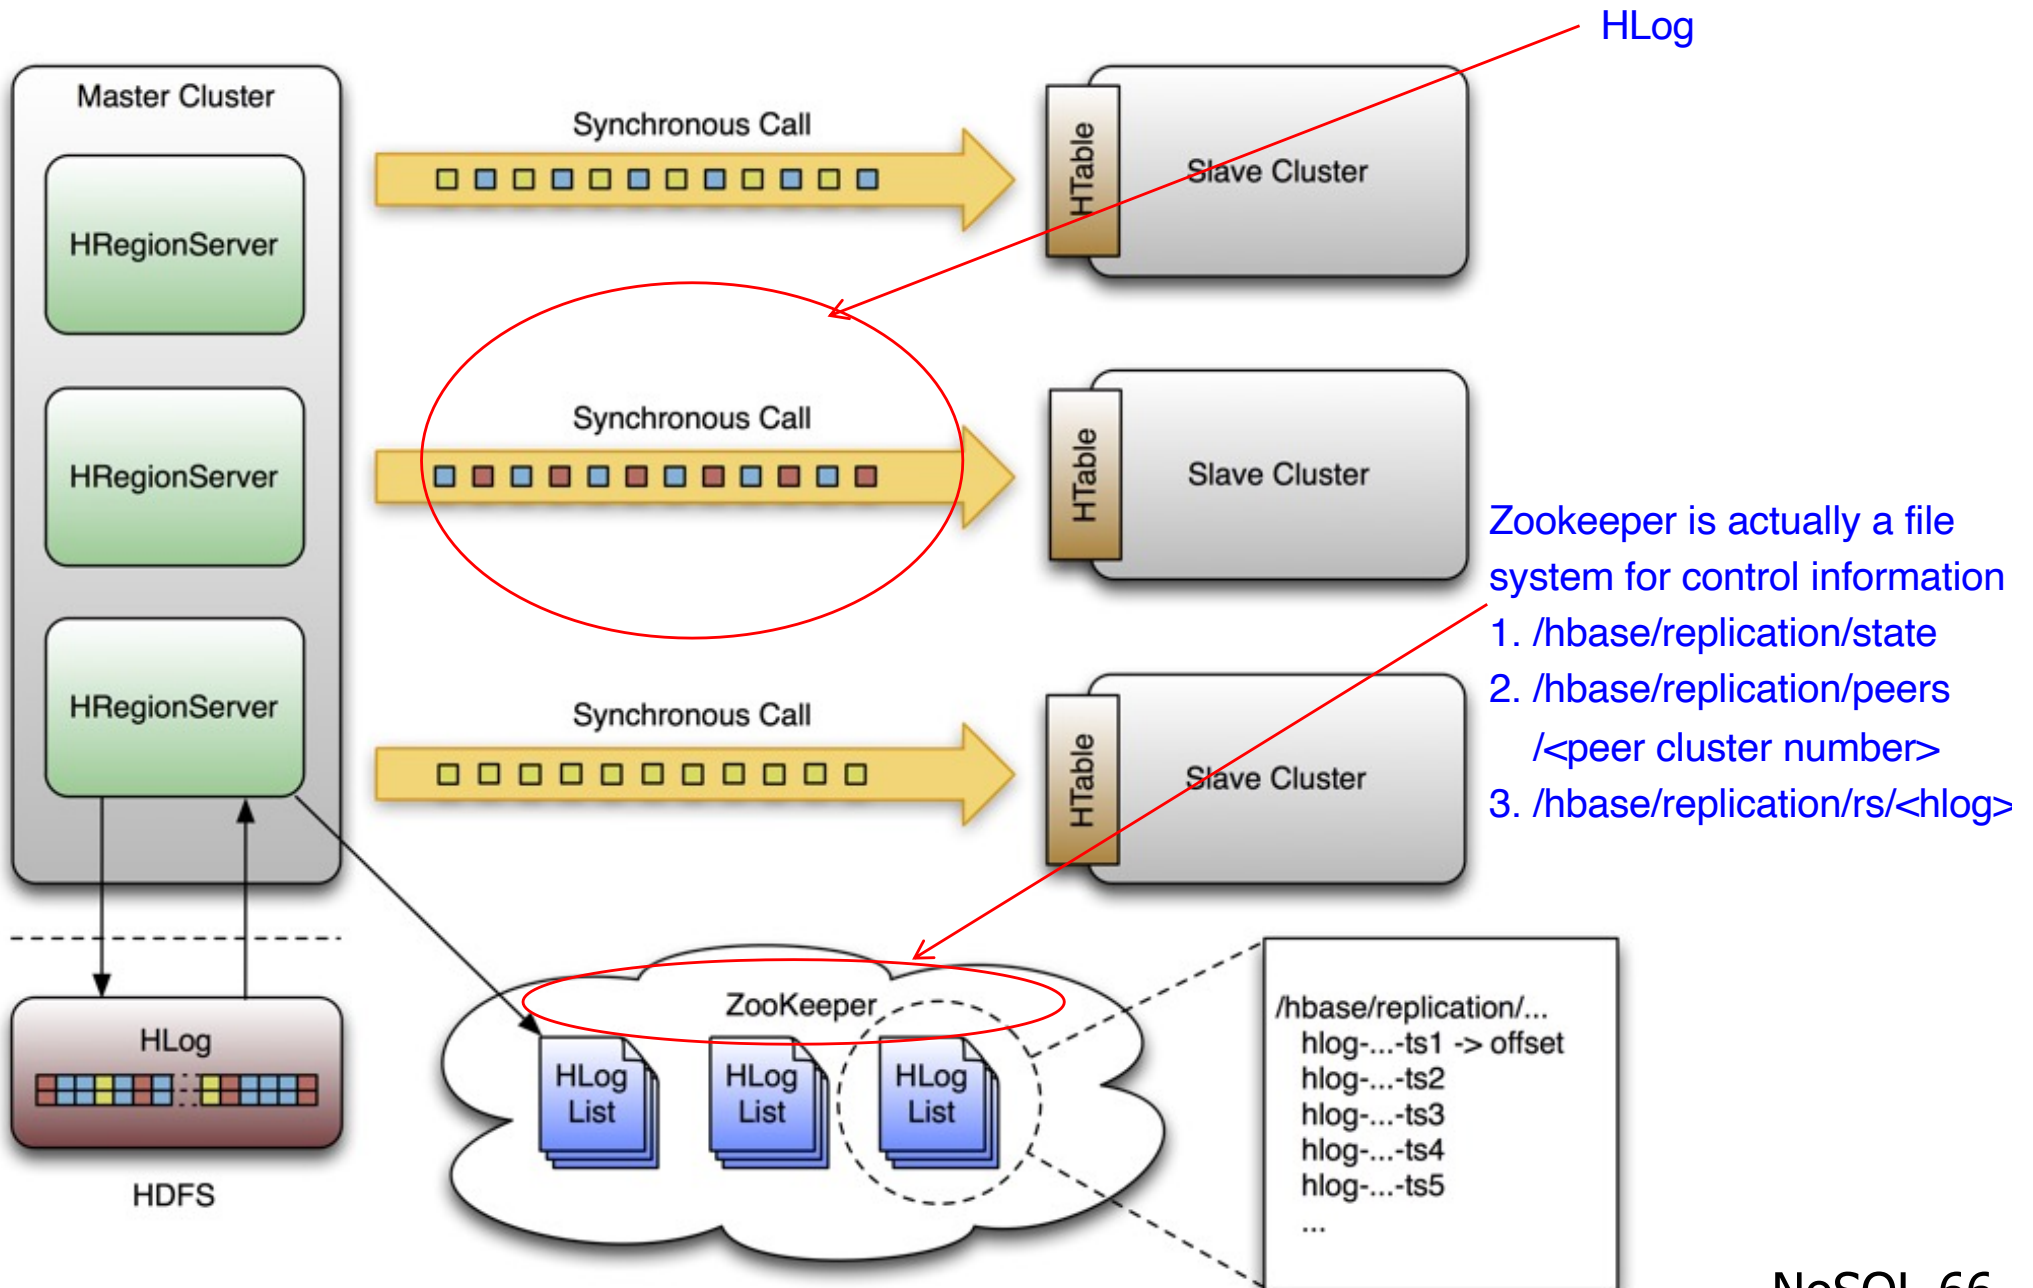 HLog
Master Cluster
Synchronous Call
HTable
Slave Cluster
HRegionServer
Synchronous Call
HTable
Slave Cluster
HRegionServer
Zookeeper is actually a file
system for control information
1. /hbase/replication/state
2. /hbase/replication/peers
/<peer cluster number>
3. /hbase/replication/rs/<hlog>
Synchronous Call
HTable
Slave Cluster
HRegionServer
ZooKeeper
HLog
HDFS
HLog
List
HLog
List
HLog
List
/hbase/replication/...
hlog-...-ts1 -> offset
hlog-...-ts2
hlog-...-ts3
hlog-...-ts4
hlog-...-ts5
...
NoSQL 66